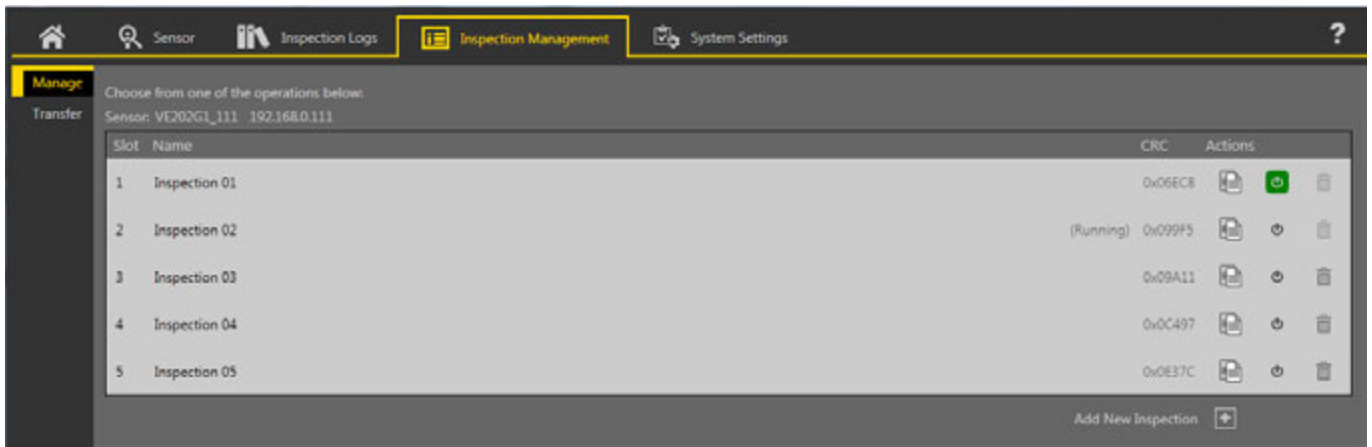 Sensor Inspection Logs Inspection Management System Settings ?
Manage
Transfer
Choose from one of the operations below:
Sensor: VE202G1_111 192.168.0.111
Slot Name CRC Actions
1 Inspection 01 0x06EC8
2 Inspection 02 (Running) 0x099F5
3 Inspection 03 0x09A11
4 Inspection 04 0x0C497
5 Inspection 05 0x0E37C
Add New Inspection +